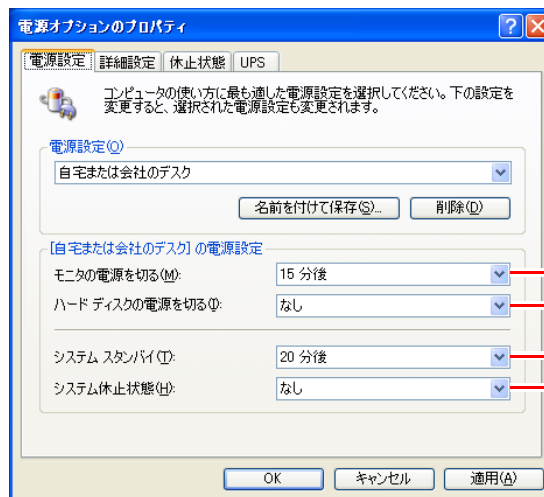 電源オプションのプロパティ
電源設定 詳細設定 休止状態 UPS
コンピュータの使い方に最も適した電源設定を選択してください。下の設定を
変更すると、選択された電源設定も変更されます。
電源設定(O)
自宅または会社のデスク
名前を付けて保存(S)... 削除(D)
[自宅または会社のデスク] の電源設定
モニタの電源を切る(M): 15 分後
ハード ディスクの電源を切る(I): なし
システム スタンバイ(T): 20 分後
システム休止状態(H): なし
OK キャンセル 適用(A)